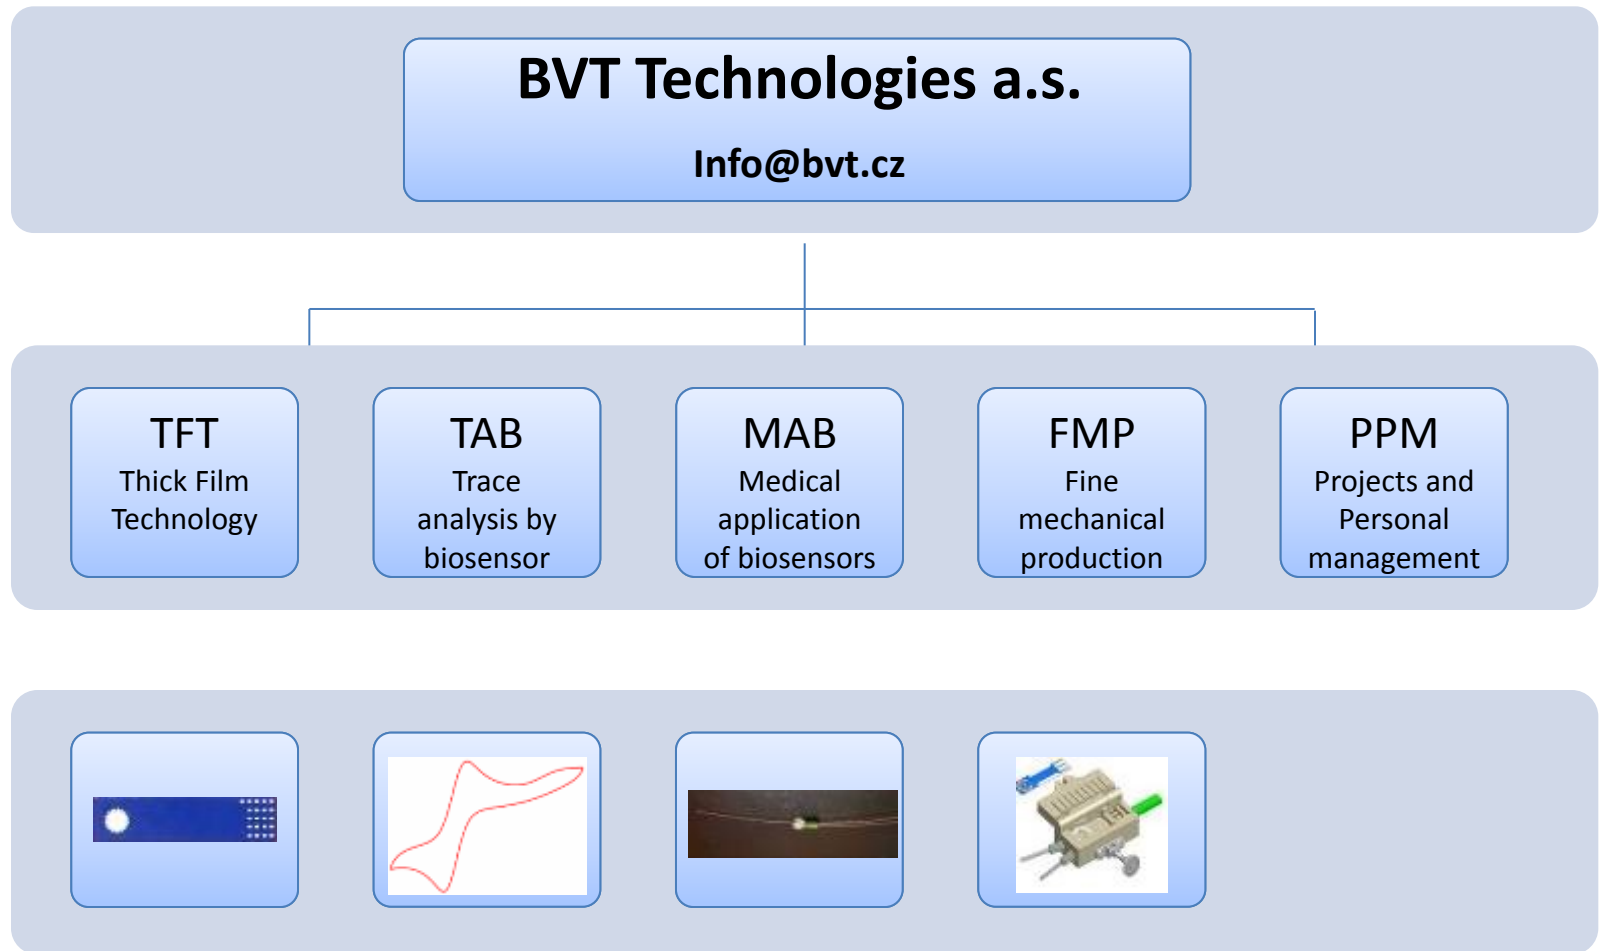 BVT Technologies a.s.
Info@bvt.cz
TFT
Thick Film
Technology
TAB
Trace
analysis by
biosensor
MAB
Medical
application
of biosensors
FMP
Fine
mechanical
production
PPM
Projects and
Personal
management